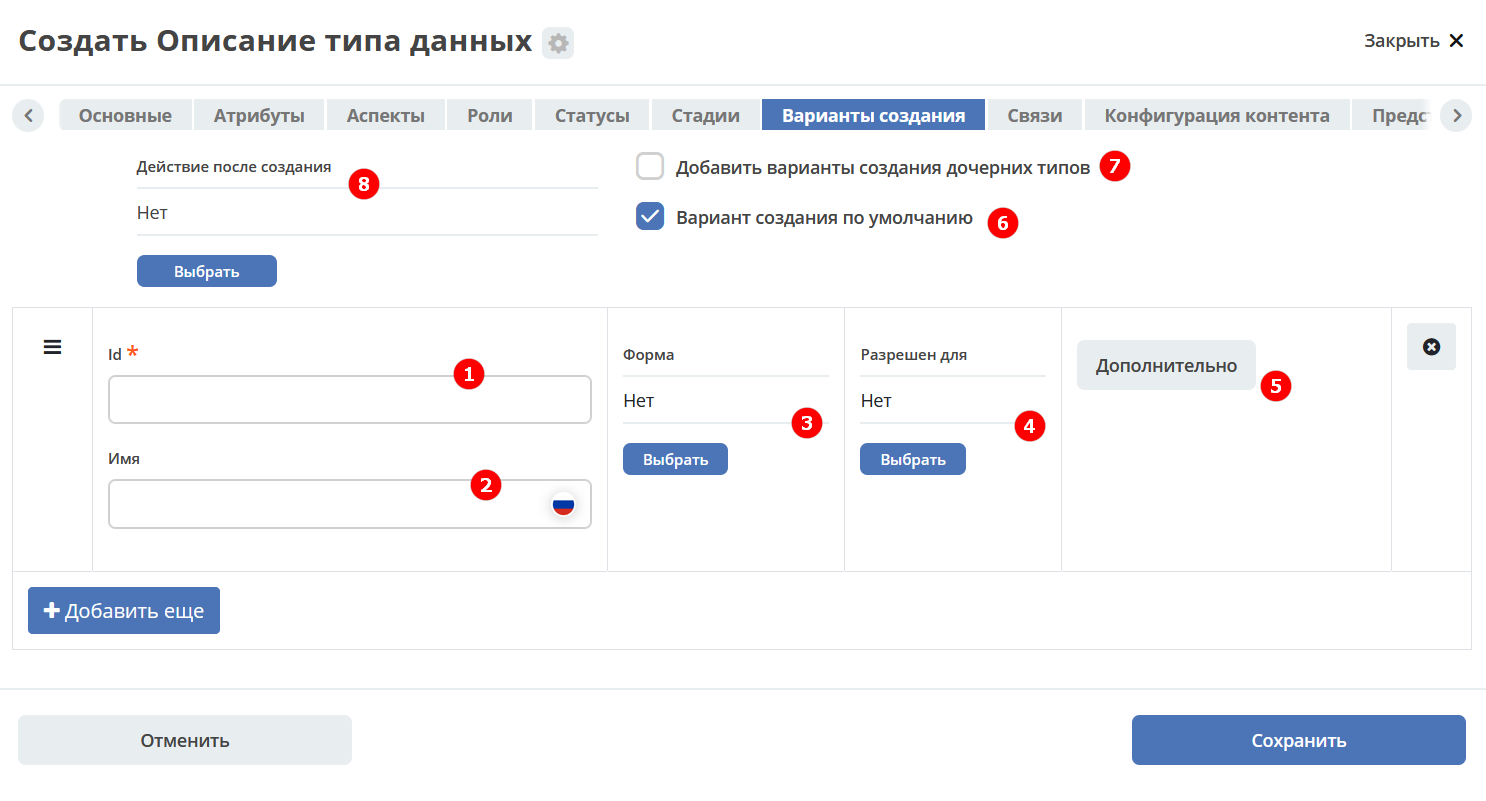 Создать Описание типа данных
Закрыть
Основные Атрибуты Аспекты Роли Статусы Стадии Варианты создания Связи Конфигурация контента Предс
Действие после создания
8
Нет
Выбрать
Добавить варианты создания дочерних типов 7
Вариант создания по умолчанию 6
Id *
1
Имя
2
Форма
Нет
3
Выбрать
Разрешен для
Нет
4
Выбрать
Дополнительно
5
Добавить еще
Отменить
Сохранить